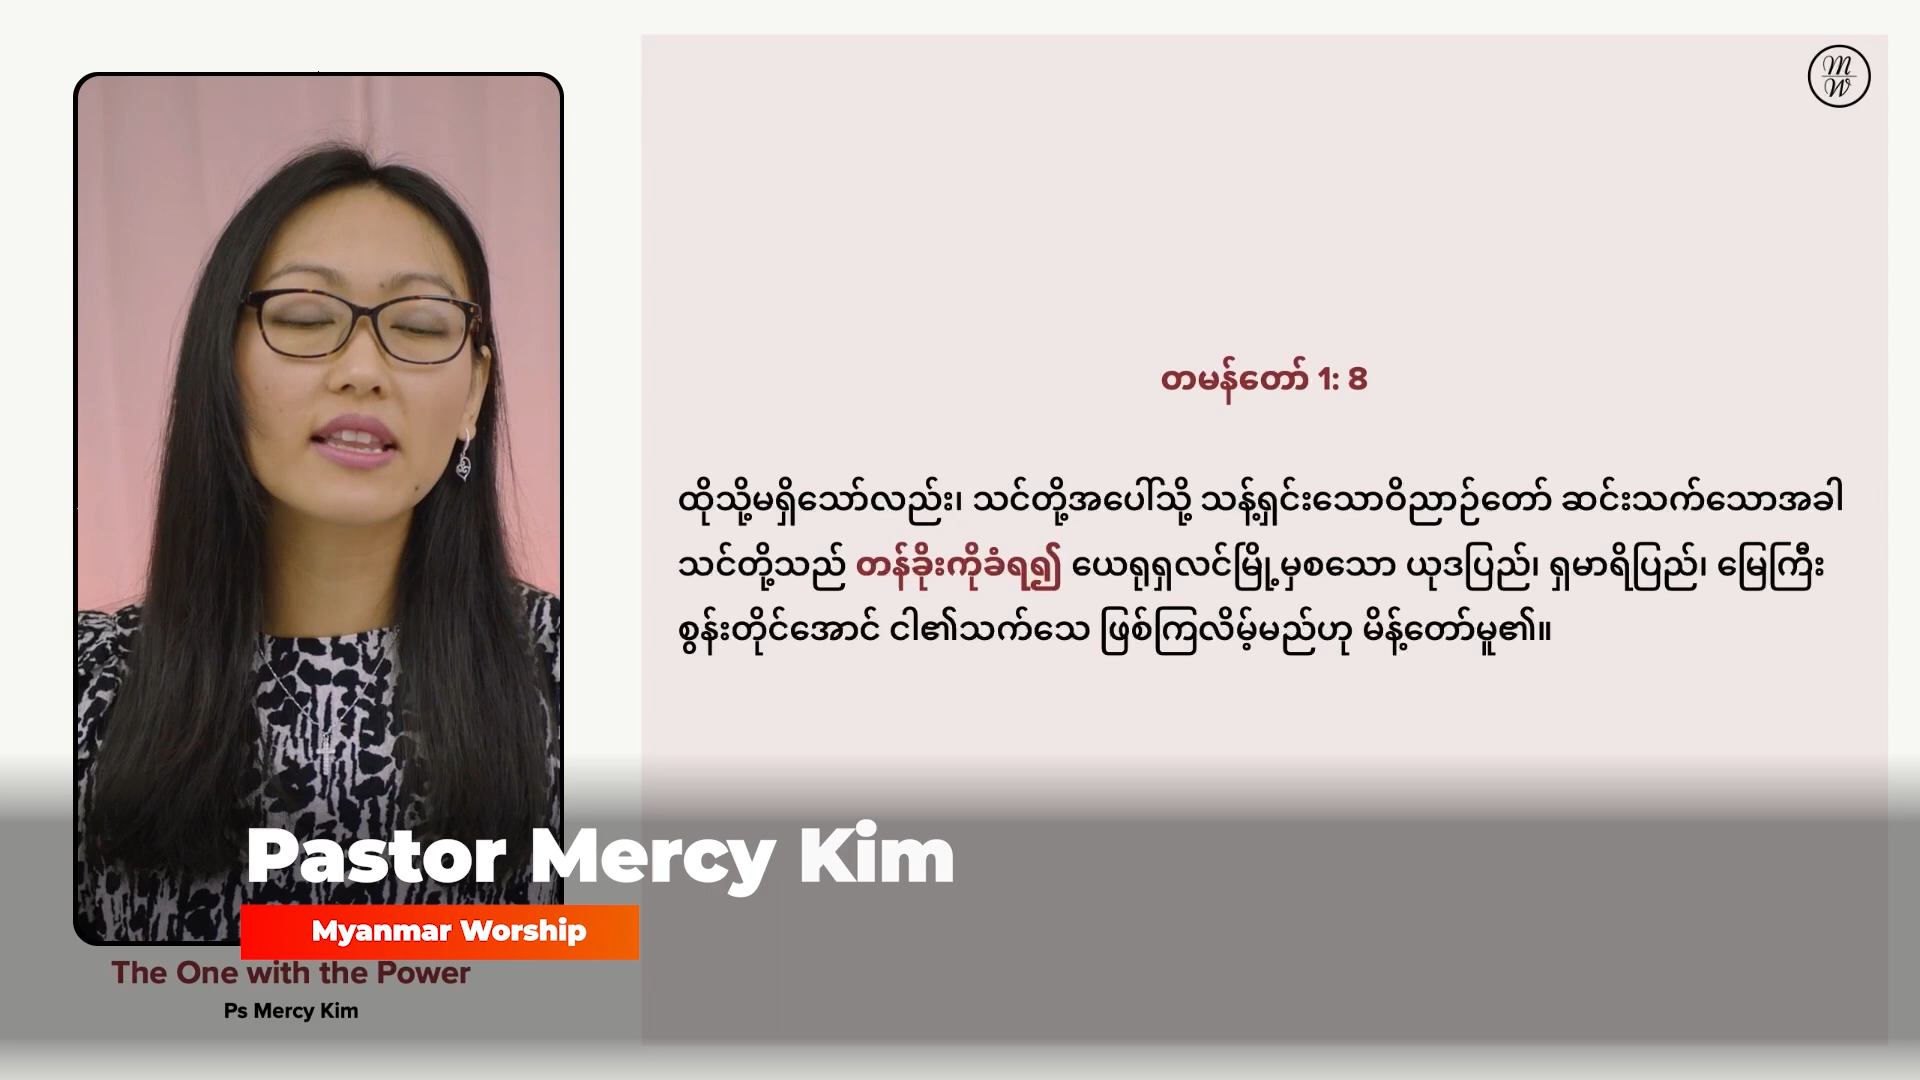 M
W
တမန်တော် 1: 8
ထိုသို့မရှိသော်လည်း၊ သင်တို့အပေါ်သို့ သန့်ရှင်းသောဝိညာဉ်တော် ဆင်းသက်သောအခါ
သင်တို့သည် တန်ခိုးကိုခံရ၍ ယေရုရှလင်မြို့မှစသော ယုဒပြည်၊ ရှမာရိပြည်၊ မြေကြီး
စွန်းတိုင်အောင် ငါ၏သက်သေ ဖြစ်ကြလိမ့်မည်ဟု မိန့်တော်မူ၏။
Pastor Mercy Kim
Myanmar Worship
The One with the Power
Ps Mercy Kim